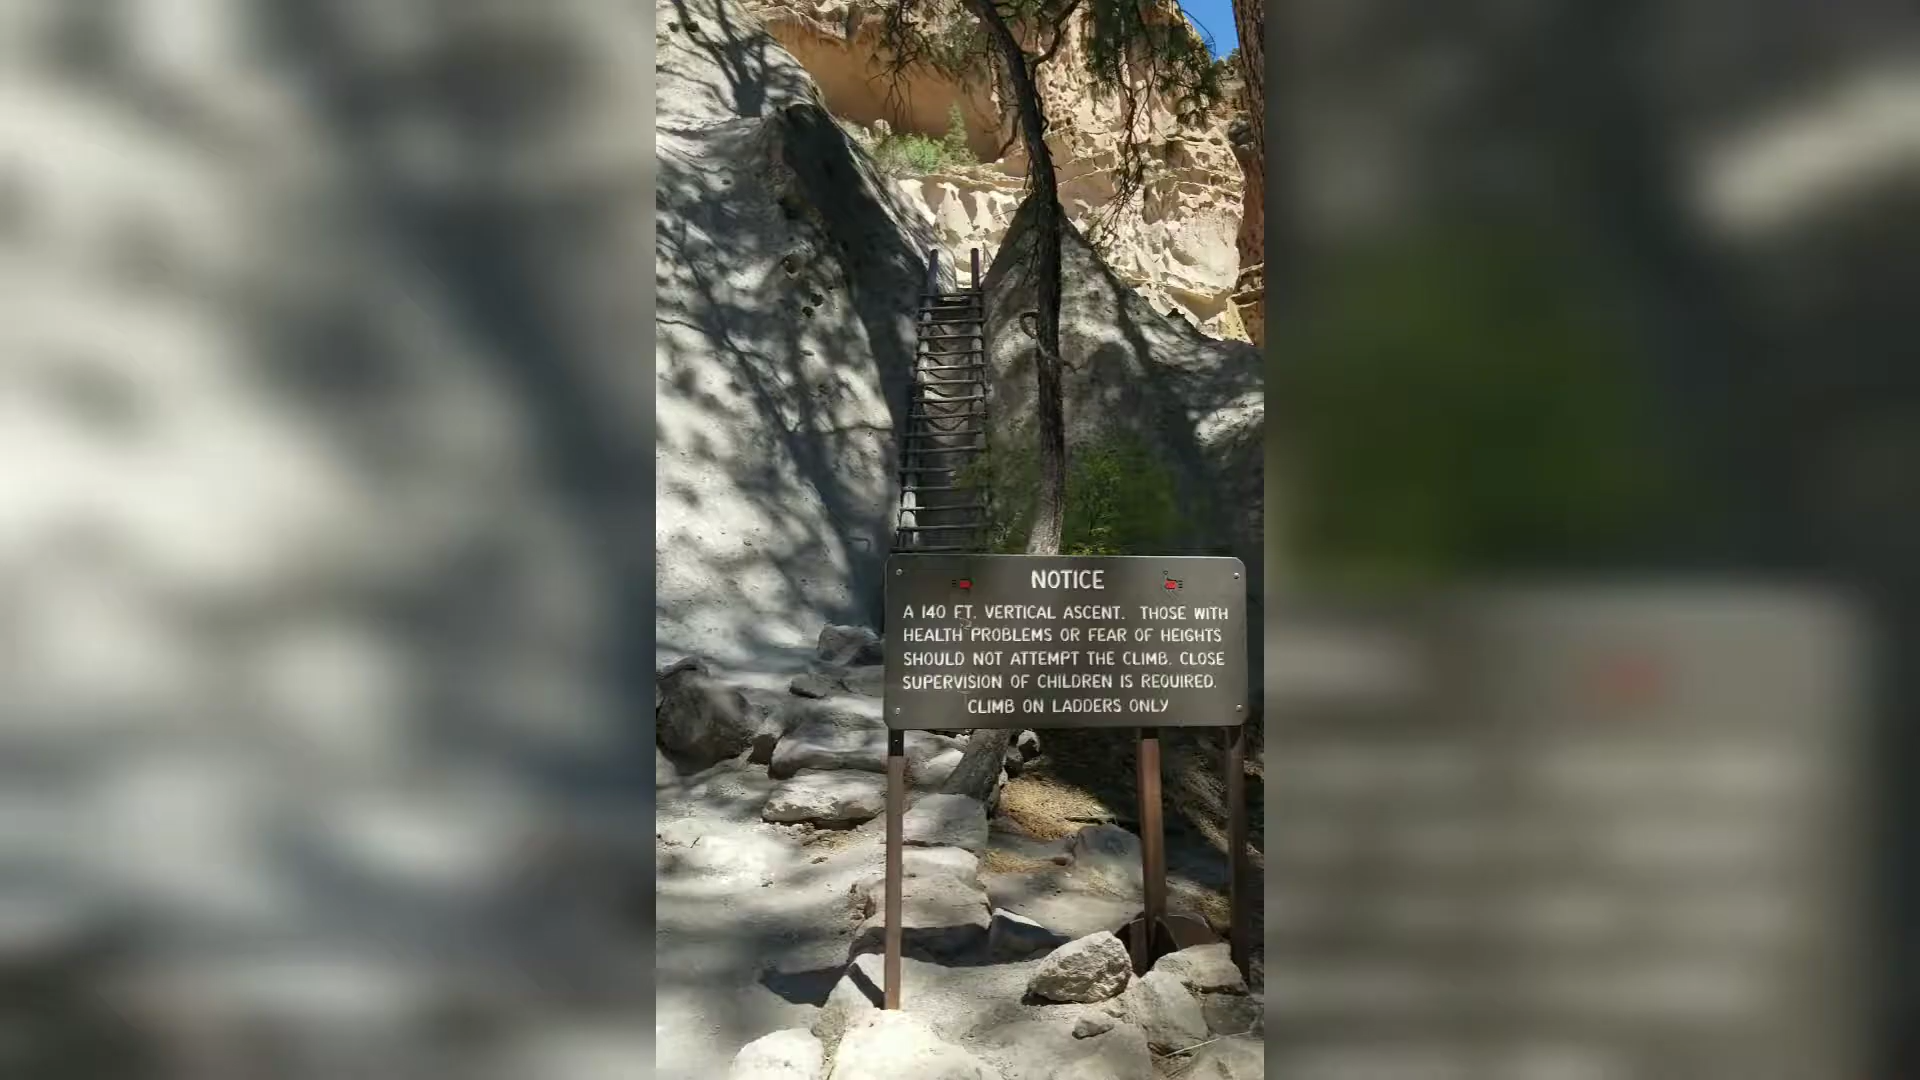 NOTICE
A 140 FT. VERTICAL ASCENT. THOSE WITH
HEALTH PROBLEMS OR FEAR OF HEIGHTS
SHOULD NOT ATTEMPT THE CLIMB. CLOSE
SUPERVISION OF CHILDREN IS REQUIRED.
CLIMB ON LADDERS ONLY